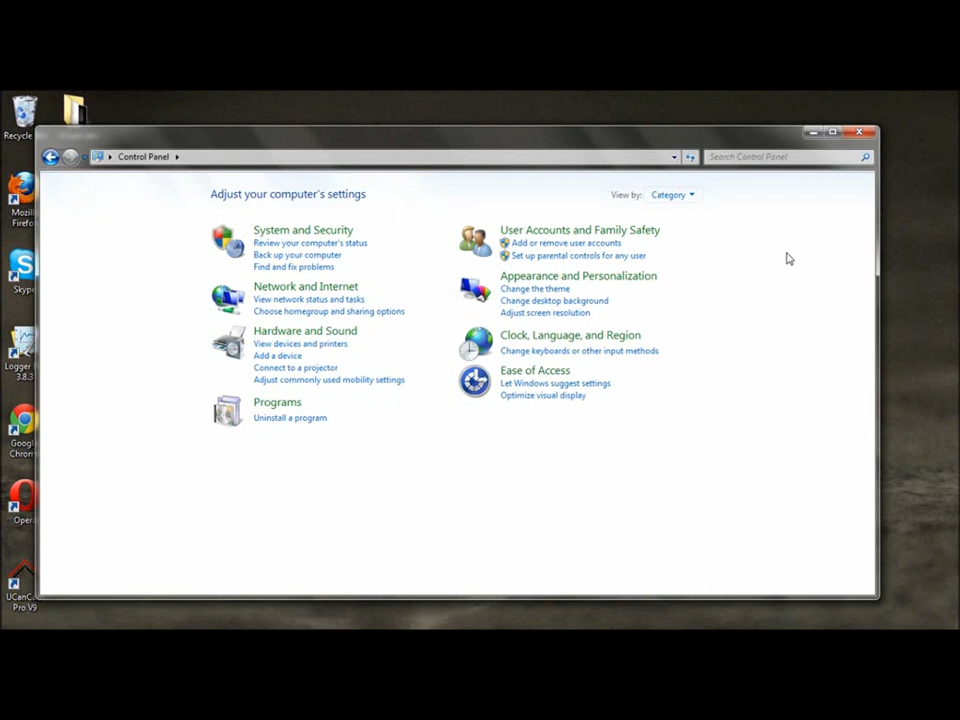 Recycle
Control Panel
Search Control Panel
Adjust your computer's settings
View by: Category
System and Security
Review your computer's status
Back up your computer
Find and fix problems
Network and Internet
View network status and tasks
Choose homegroup and sharing options
Hardware and Sound
View devices and printers
Add a device
Connect to a projector
Adjust commonly used mobility settings
Programs
Uninstall a program
User Accounts and Family Safety
Add or remove user accounts
Set up parental controls for any user
Appearance and Personalization
Change the theme
Change desktop background
Adjust screen resolution
Clock, Language, and Region
Change keyboards or other input methods
Ease of Access
Let Windows suggest settings
Optimize visual display
Mozil
Firefo
Skype
Logger
3.8.3
Googl
Chrom
Oper
UCanCa
Pro V9